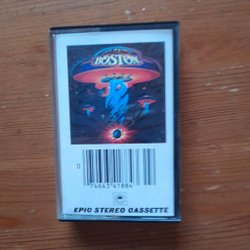 BOSTON
0
74643 41884
EPIC STEREO CASSETTE